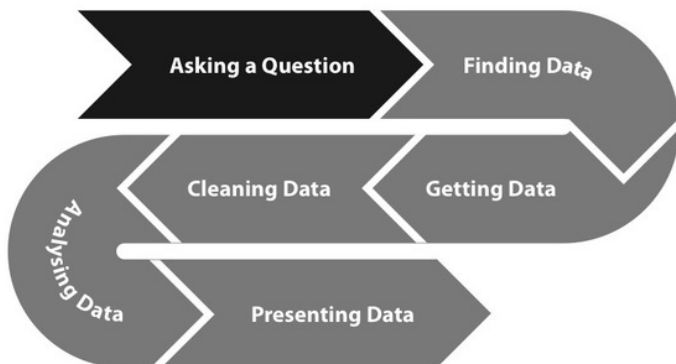 Asking a Question
Finding Data
Getting Data
Cleaning Data
Analysing Data
Presenting Data